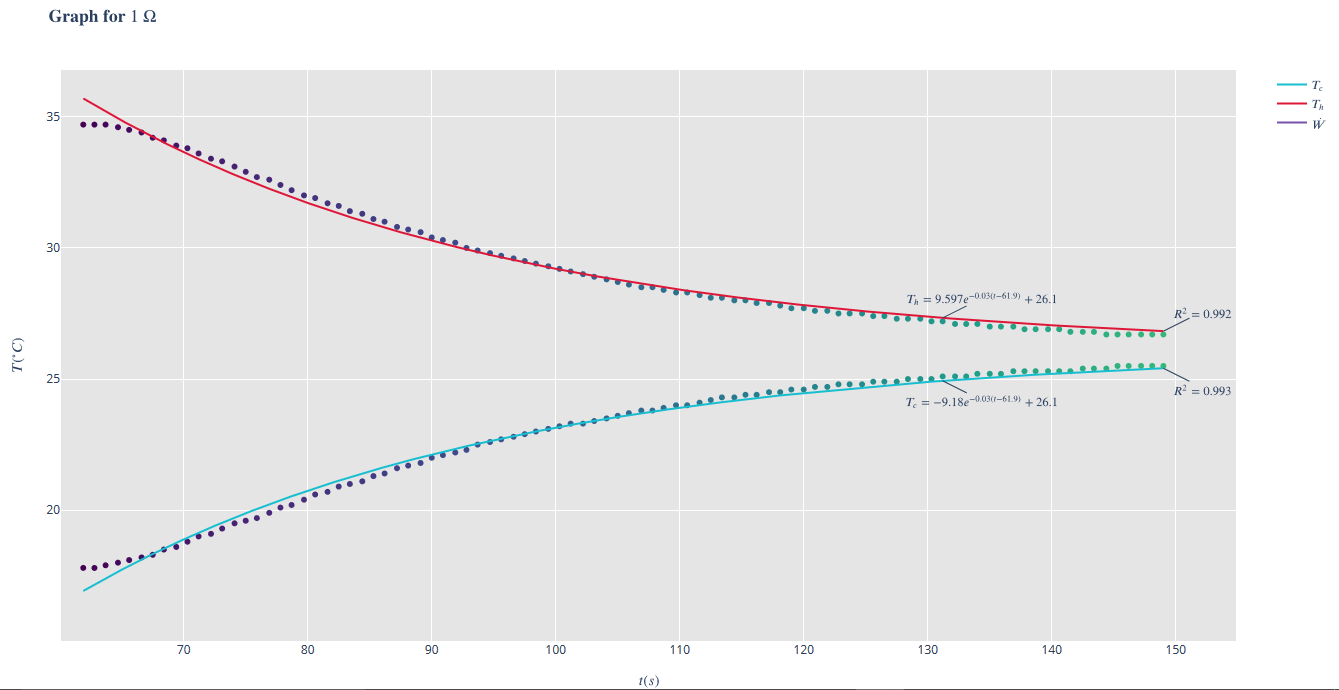 Graph for 1 Ω
T_c
T_h
Ẇ
35
30
25
20
T(°C)
T_h = 9.597e^{−0.03(t−61.9)} + 26.1
R² = 0.992
R² = 0.993
T_c = −9.18e^{−0.03(t−61.9)} + 26.1
70 80 90 100 110 120 130 140 150
t(s)